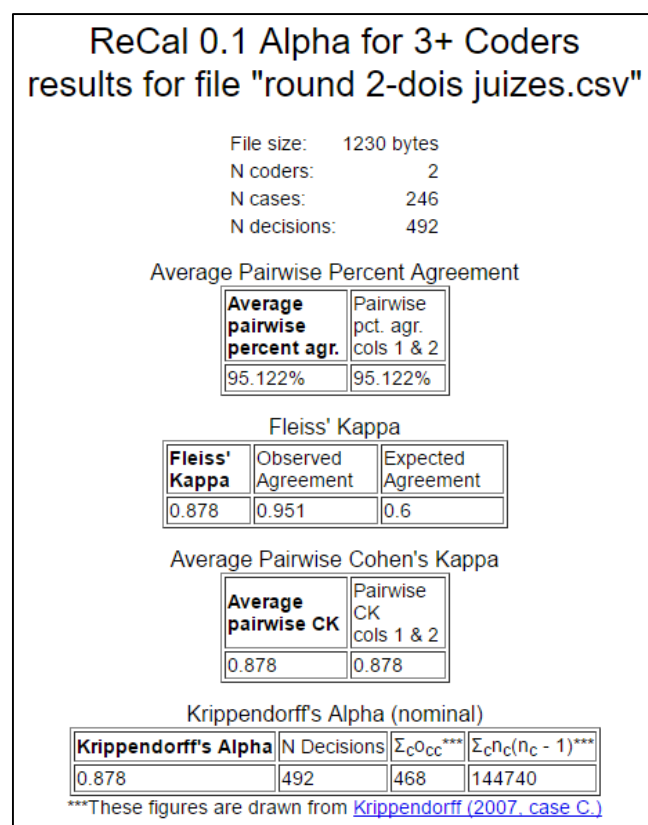 ReCal 0.1 Alpha for 3+ Coders
results for file "round 2-dois juizes.csv"
File size: 1230 bytes
N coders: 2
N cases: 246
N decisions: 492
Average Pairwise Percent Agreement
Average pairwise percent agr. Pairwise pct. agr. cols 1 & 2
95.122% 95.122%
Fleiss' Kappa
Fleiss' Kappa Observed Agreement Expected Agreement
0.878 0.951 0.6
Average Pairwise Cohen's Kappa
Average pairwise CK Pairwise CK cols 1 & 2
0.878 0.878
Krippendorff's Alpha (nominal)
Krippendorff's Alpha N Decisions Σcocc*** Σcnc(nc - 1)***
0.878 492 468 144740
***These figures are drawn from Krippendorff (2007, case C.)